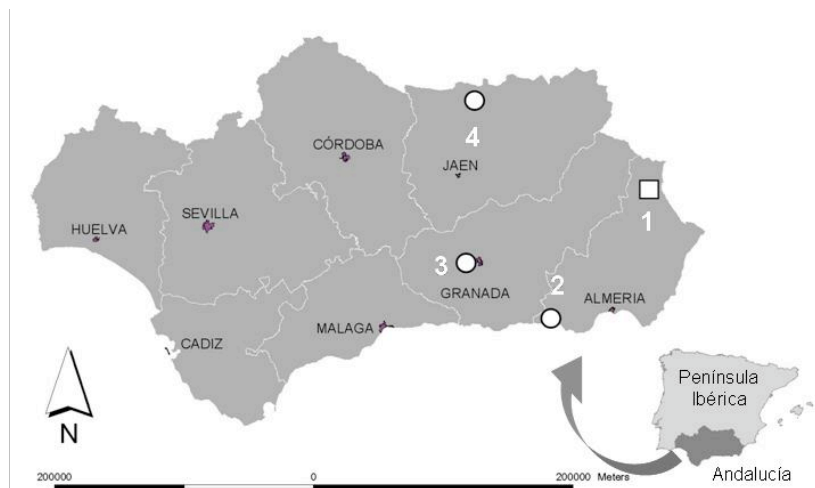 4
CÓRDOBA
JAEN
1
SEVILLA
HUELVA
3
GRANADA
2
ALMERIA
MALAGA
CADIZ
N
Península
Ibérica
Andalucía
200000 0 200000 Meters